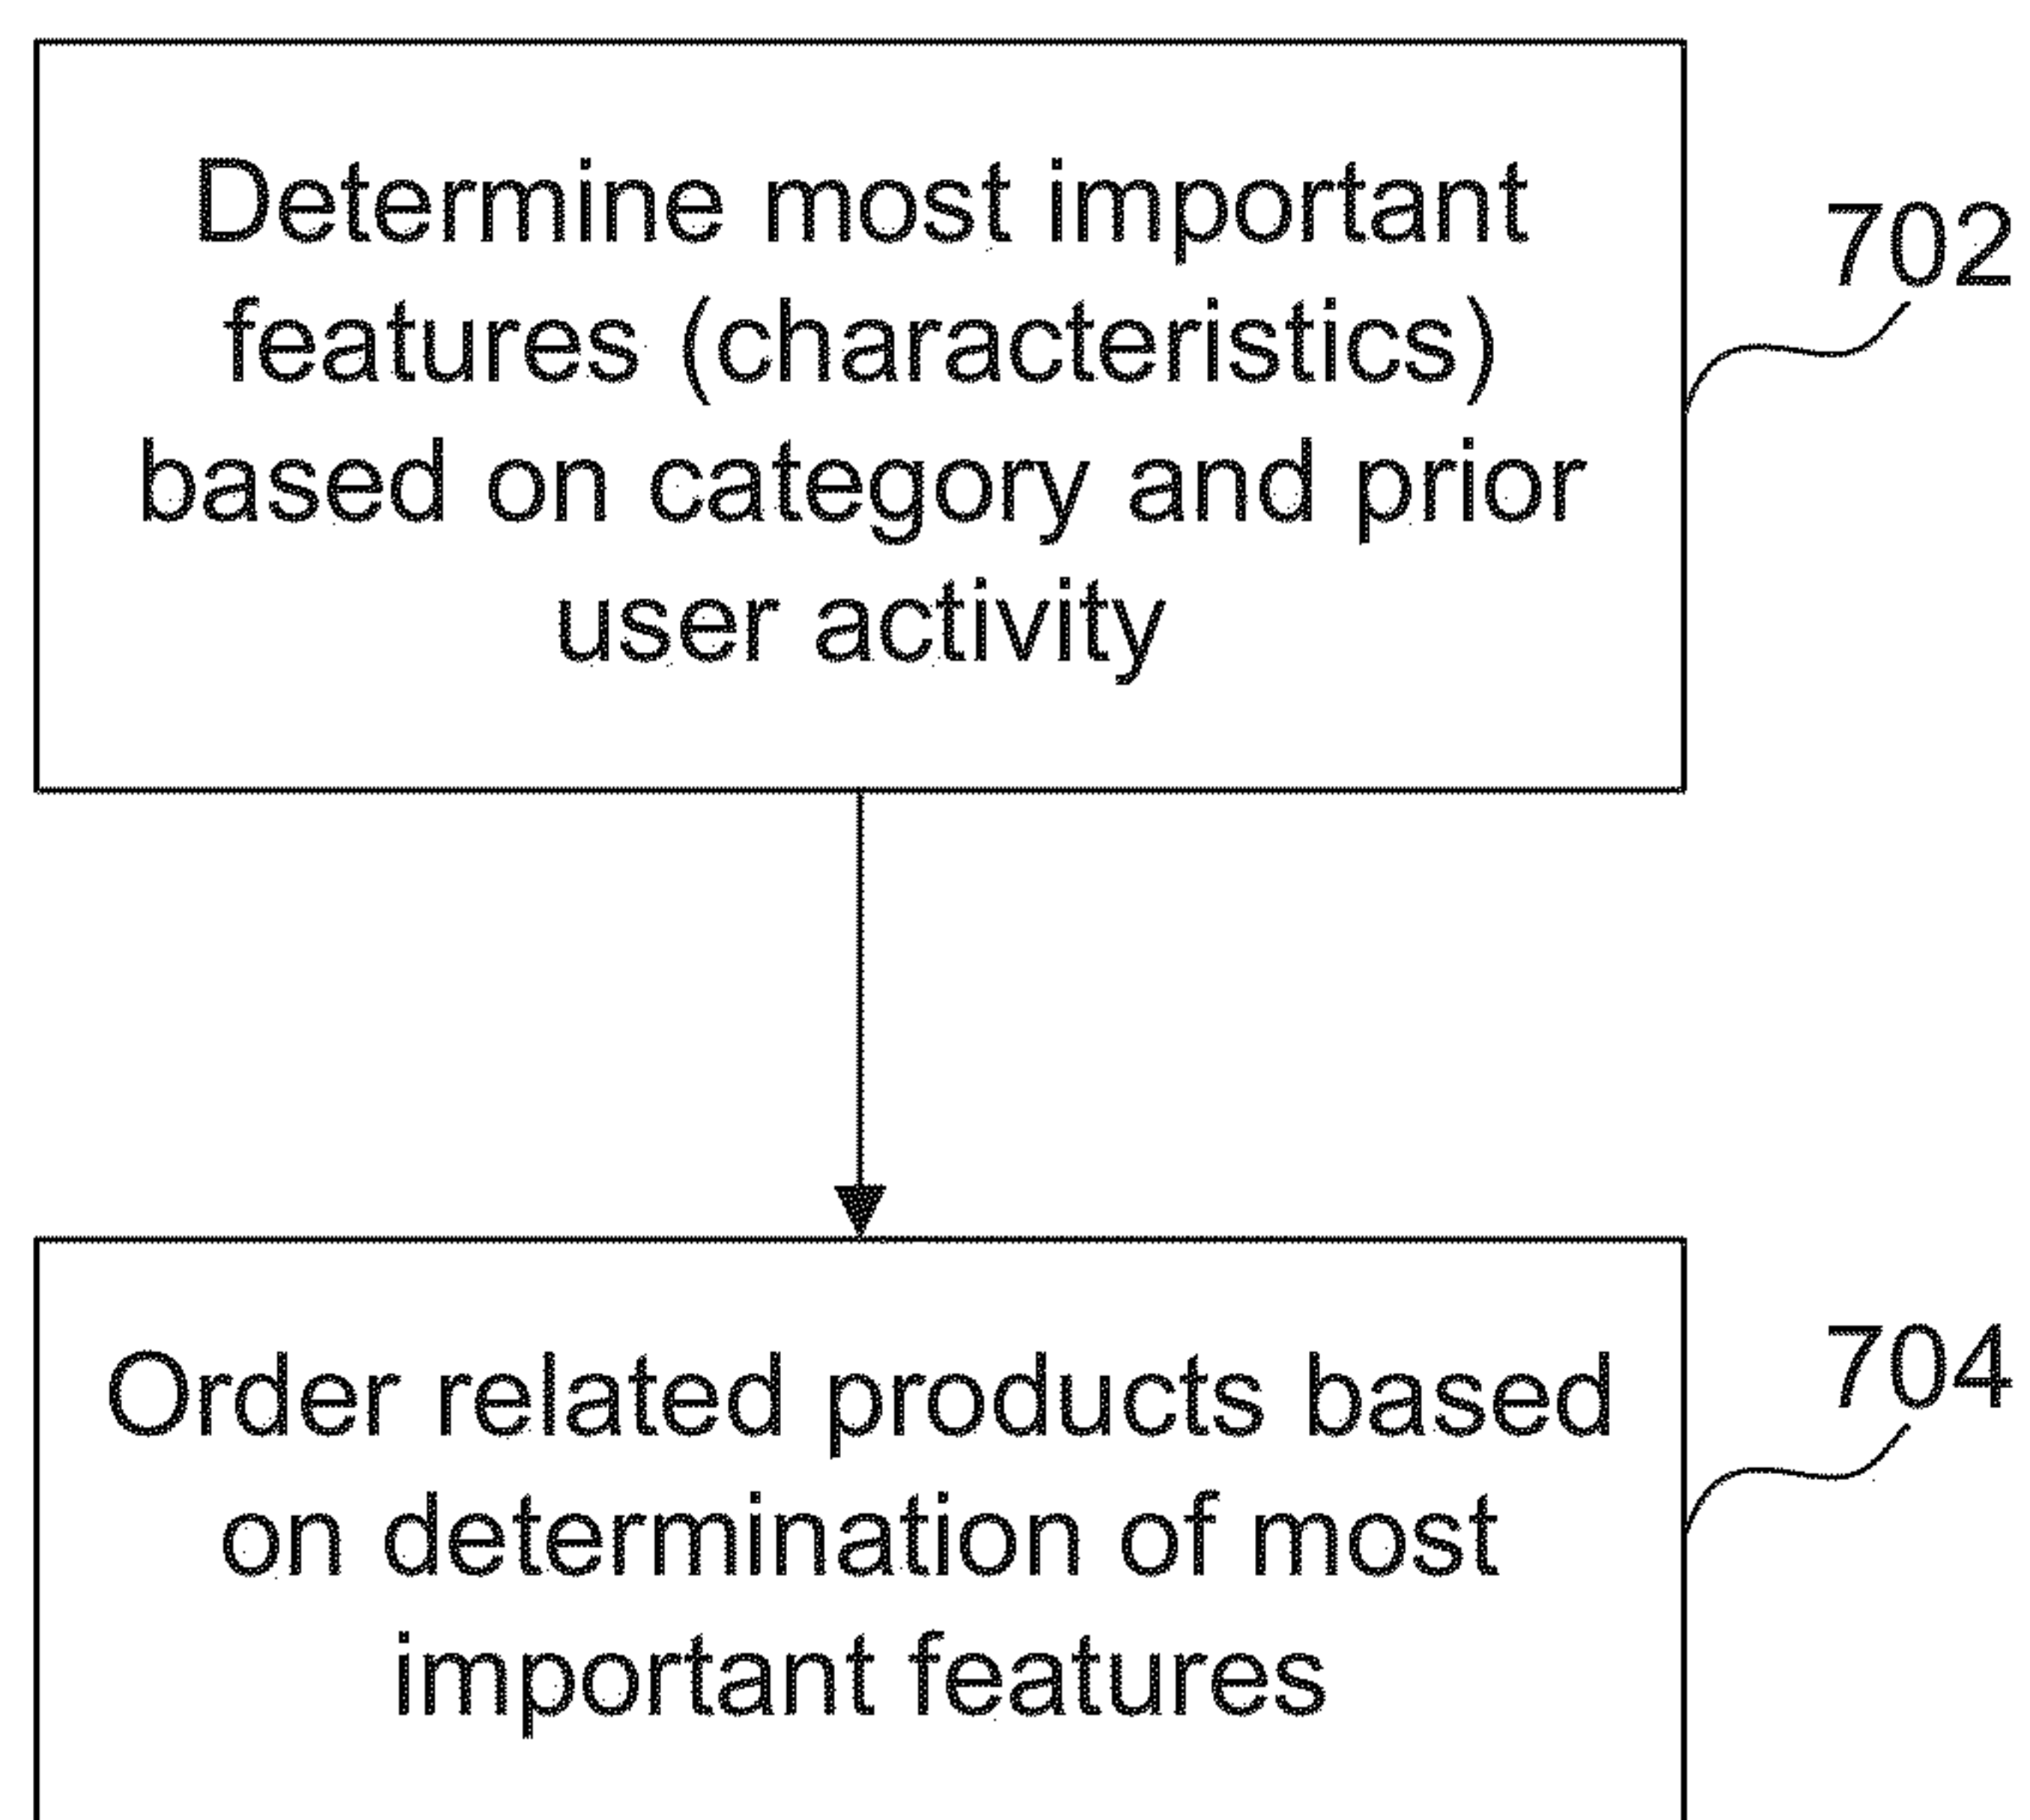 Determine most important
features (characteristics)
based on category and prior
user activity
702
Order related products based
on determination of most
important features
704